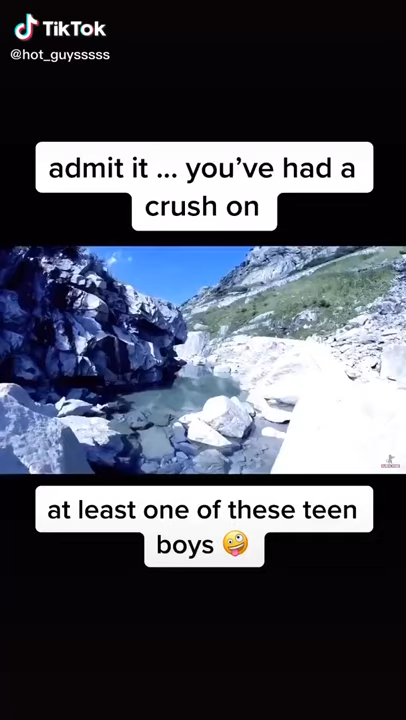 TikTok
@hot_guysssss
admit it ... you’ve had a
crush on
at least one of these teen
boys 🤪